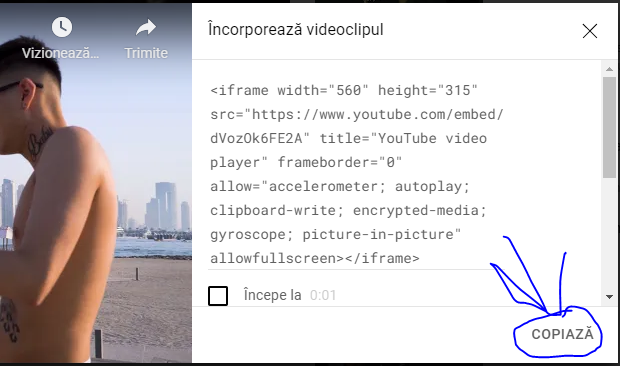 Vizionează...
Trimite
Încorporează videoclipul
<iframe width="560" height="315"
src="https://www.youtube.com/embed/
dVozOk6FE2A" title="YouTube video
player" frameborder="0"
allow="accelerometer; autoplay;
clipboard-write; encrypted-media;
gyroscope; picture-in-picture"
allowfullscreen></iframe>
Începe la 0:01
COPIAZĂ